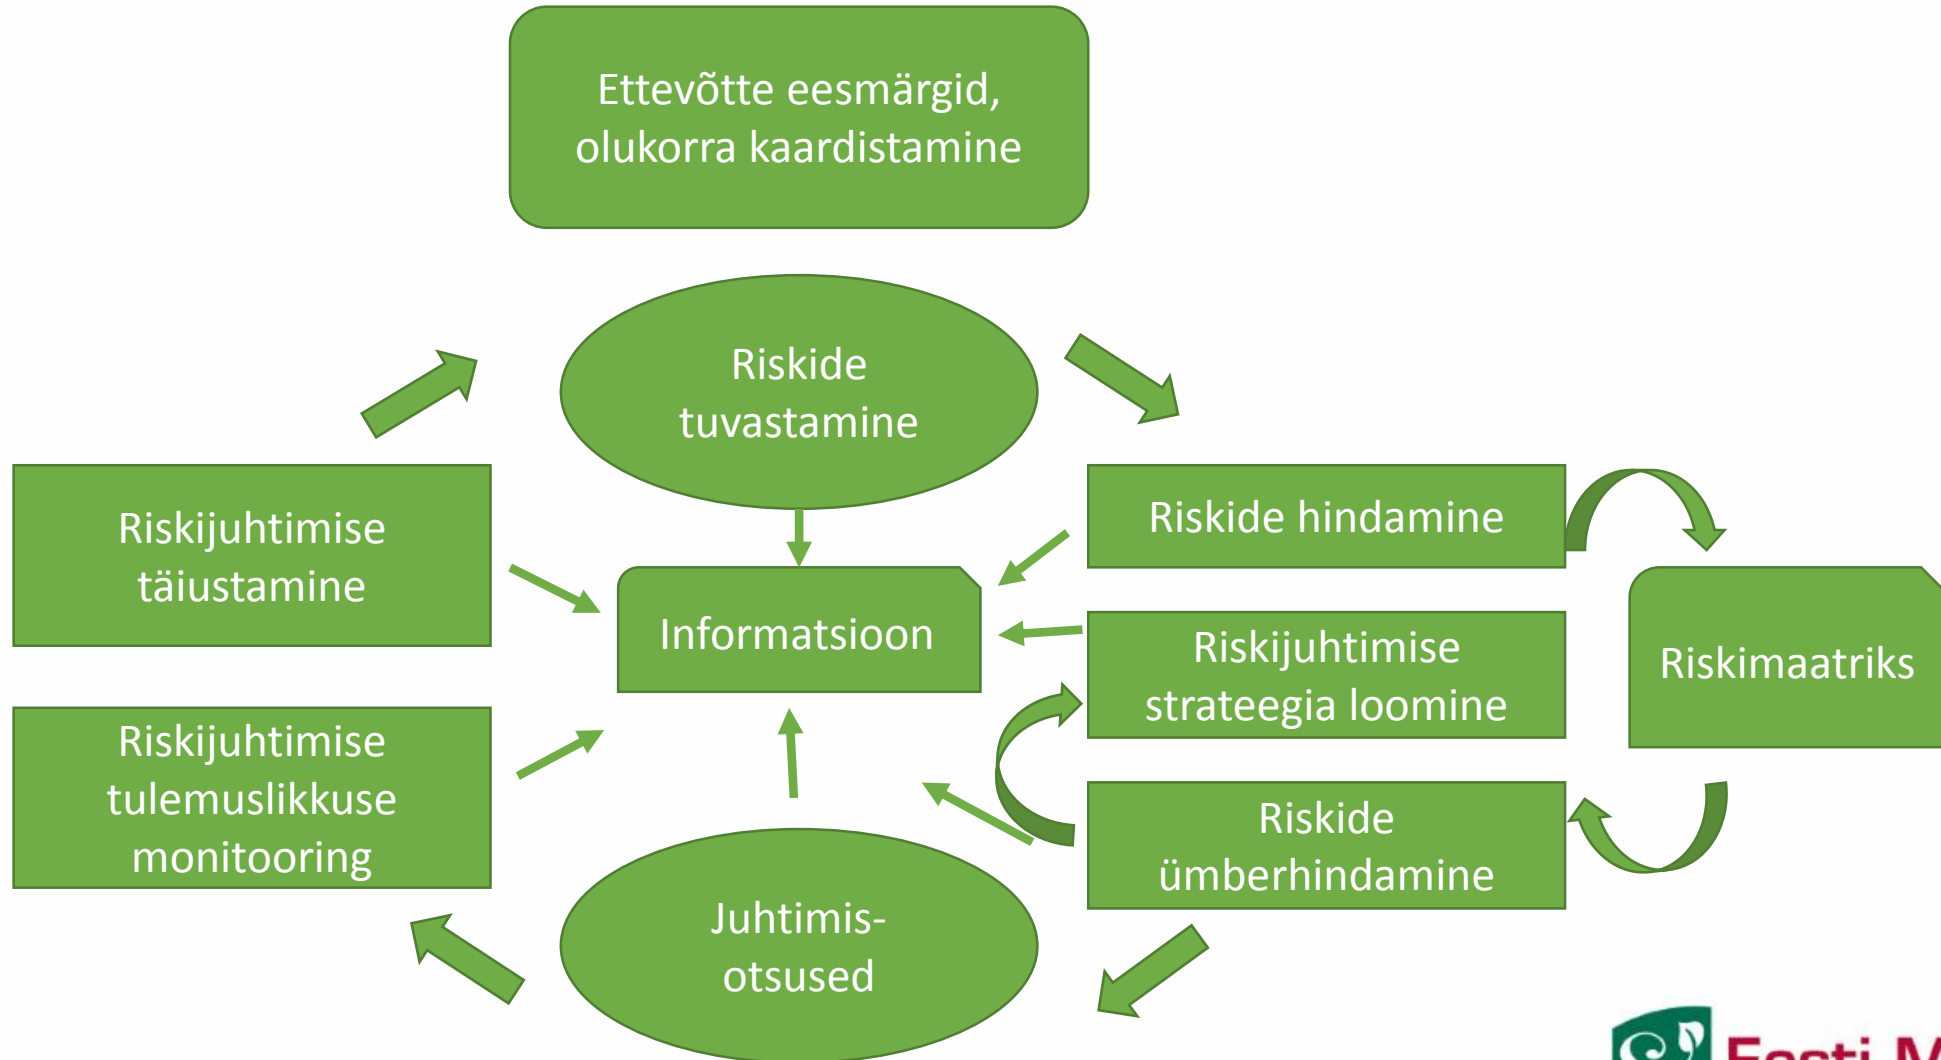 Ettevõtte eesmärgid,
olukorra kaardistamine
Riskide
tuvastamine
Riskide hindamine
Riskijuhtimise
täiustamine
Informatsioon
Riskijuhtimise
strateegia loomine
Riskimaatriks
Riskijuhtimise
tulemuslikkuse
monitooring
Riskide
ümberhindamine
Juhtimis-
otsused
Eesti M